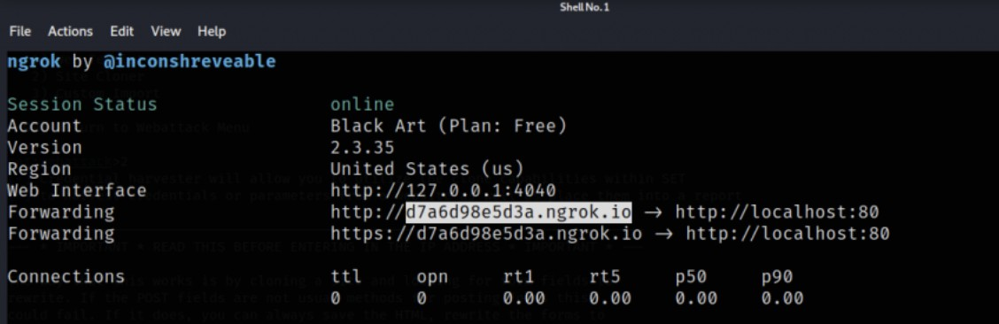 Shell No. 1
File Actions Edit View Help
ngrok by @inconshreveable
Session Status online
Account Black Art (Plan: Free)
Version 2.3.35
Region United States (us)
Web Interface http://127.0.0.1:4040
Forwarding http://d7a6d98e5d3a.ngrok.io → http://localhost:80
Forwarding https://d7a6d98e5d3a.ngrok.io → http://localhost:80
Connections ttl opn rt1 rt5 p50 p90
0 0 0.00 0.00 0.00 0.00